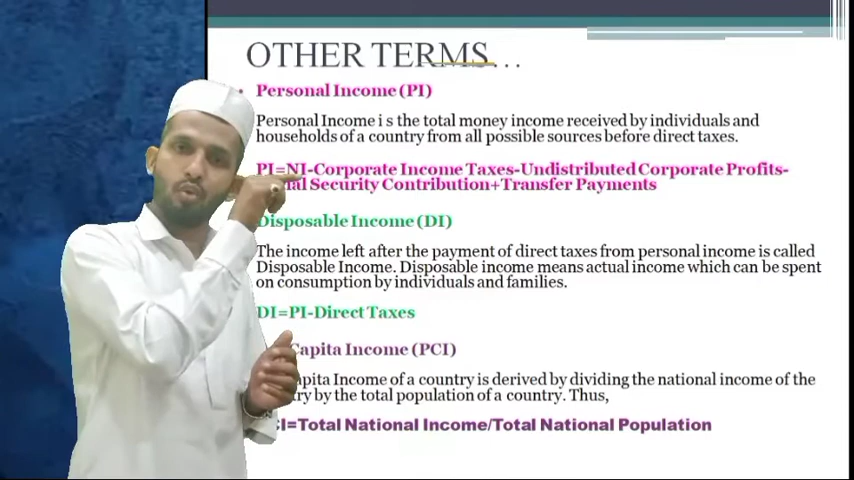 OTHER TERMS...
• Personal Income (PI)
Personal Income i s the total money income received by individuals and
households of a country from all possible sources before direct taxes.
PI=NI-Corporate Income Taxes-Undistributed Corporate Profits-
Security Contribution+Transfer Payments
Disposable Income (DI)
The income left after the payment of direct taxes from personal income is called
Disposable Income. Disposable income means actual income which can be spent
on consumption by individuals and families.
DI=PI-Direct Taxes
Capita Income (PCI)
Capita Income of a country is derived by dividing the national income of the
by the total population of a country. Thus,
=Total National Income/Total National Population